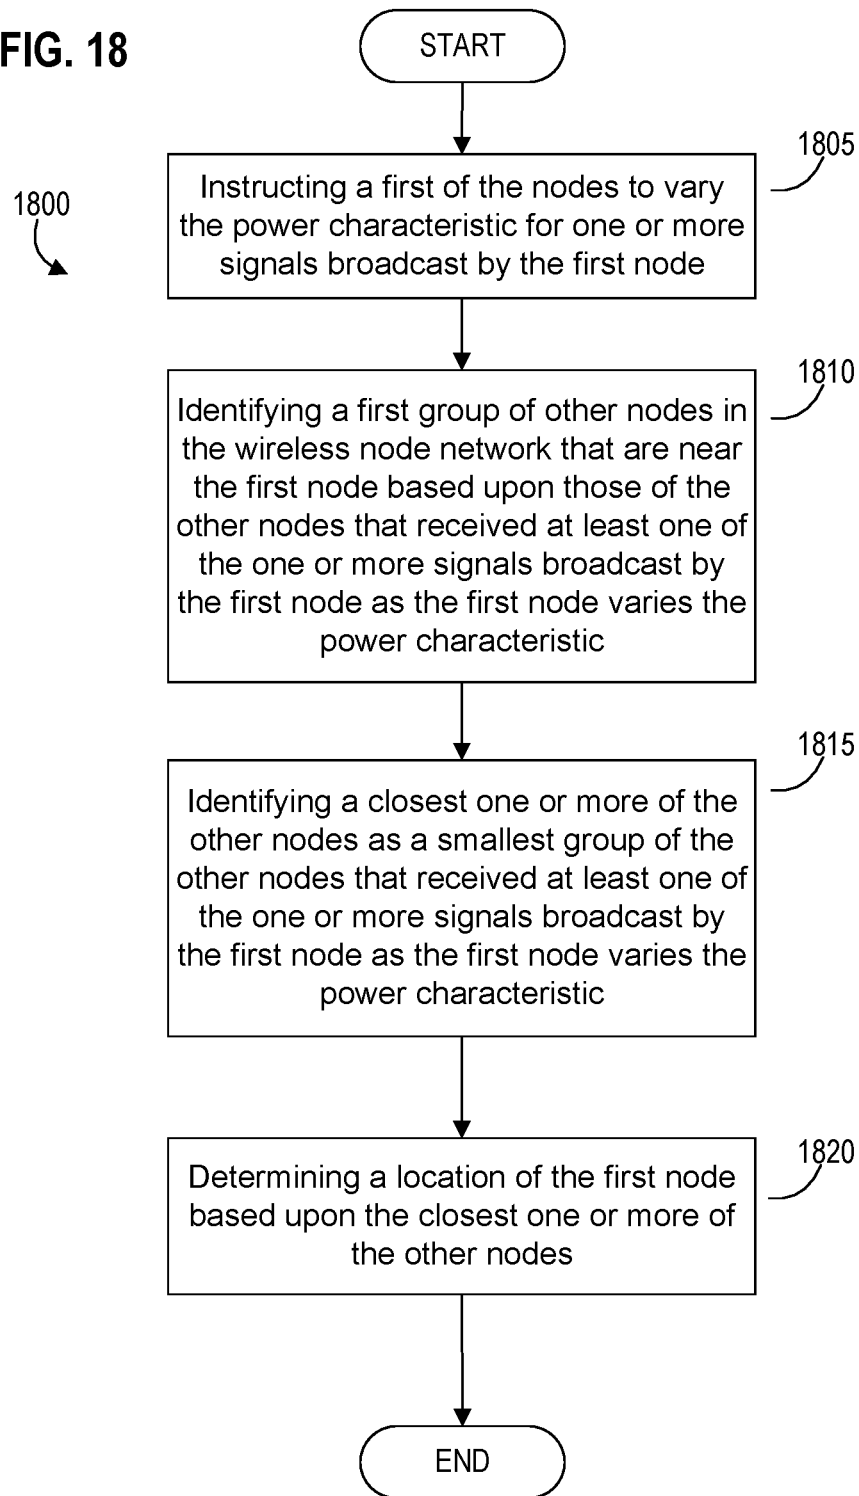 FIG. 18
START
1805
Instructing a first of the nodes to vary
the power characteristic for one or more
signals broadcast by the first node
1800
1810
Identifying a first group of other nodes in
the wireless node network that are near
the first node based upon those of the
other nodes that received at least one of
the one or more signals broadcast by
the first node as the first node varies the
power characteristic
1815
Identifying a closest one or more of the
other nodes as a smallest group of the
other nodes that received at least one of
the one or more signals broadcast by
the first node as the first node varies the
power characteristic
1820
Determining a location of the first node
based upon the closest one or more of
the other nodes
END